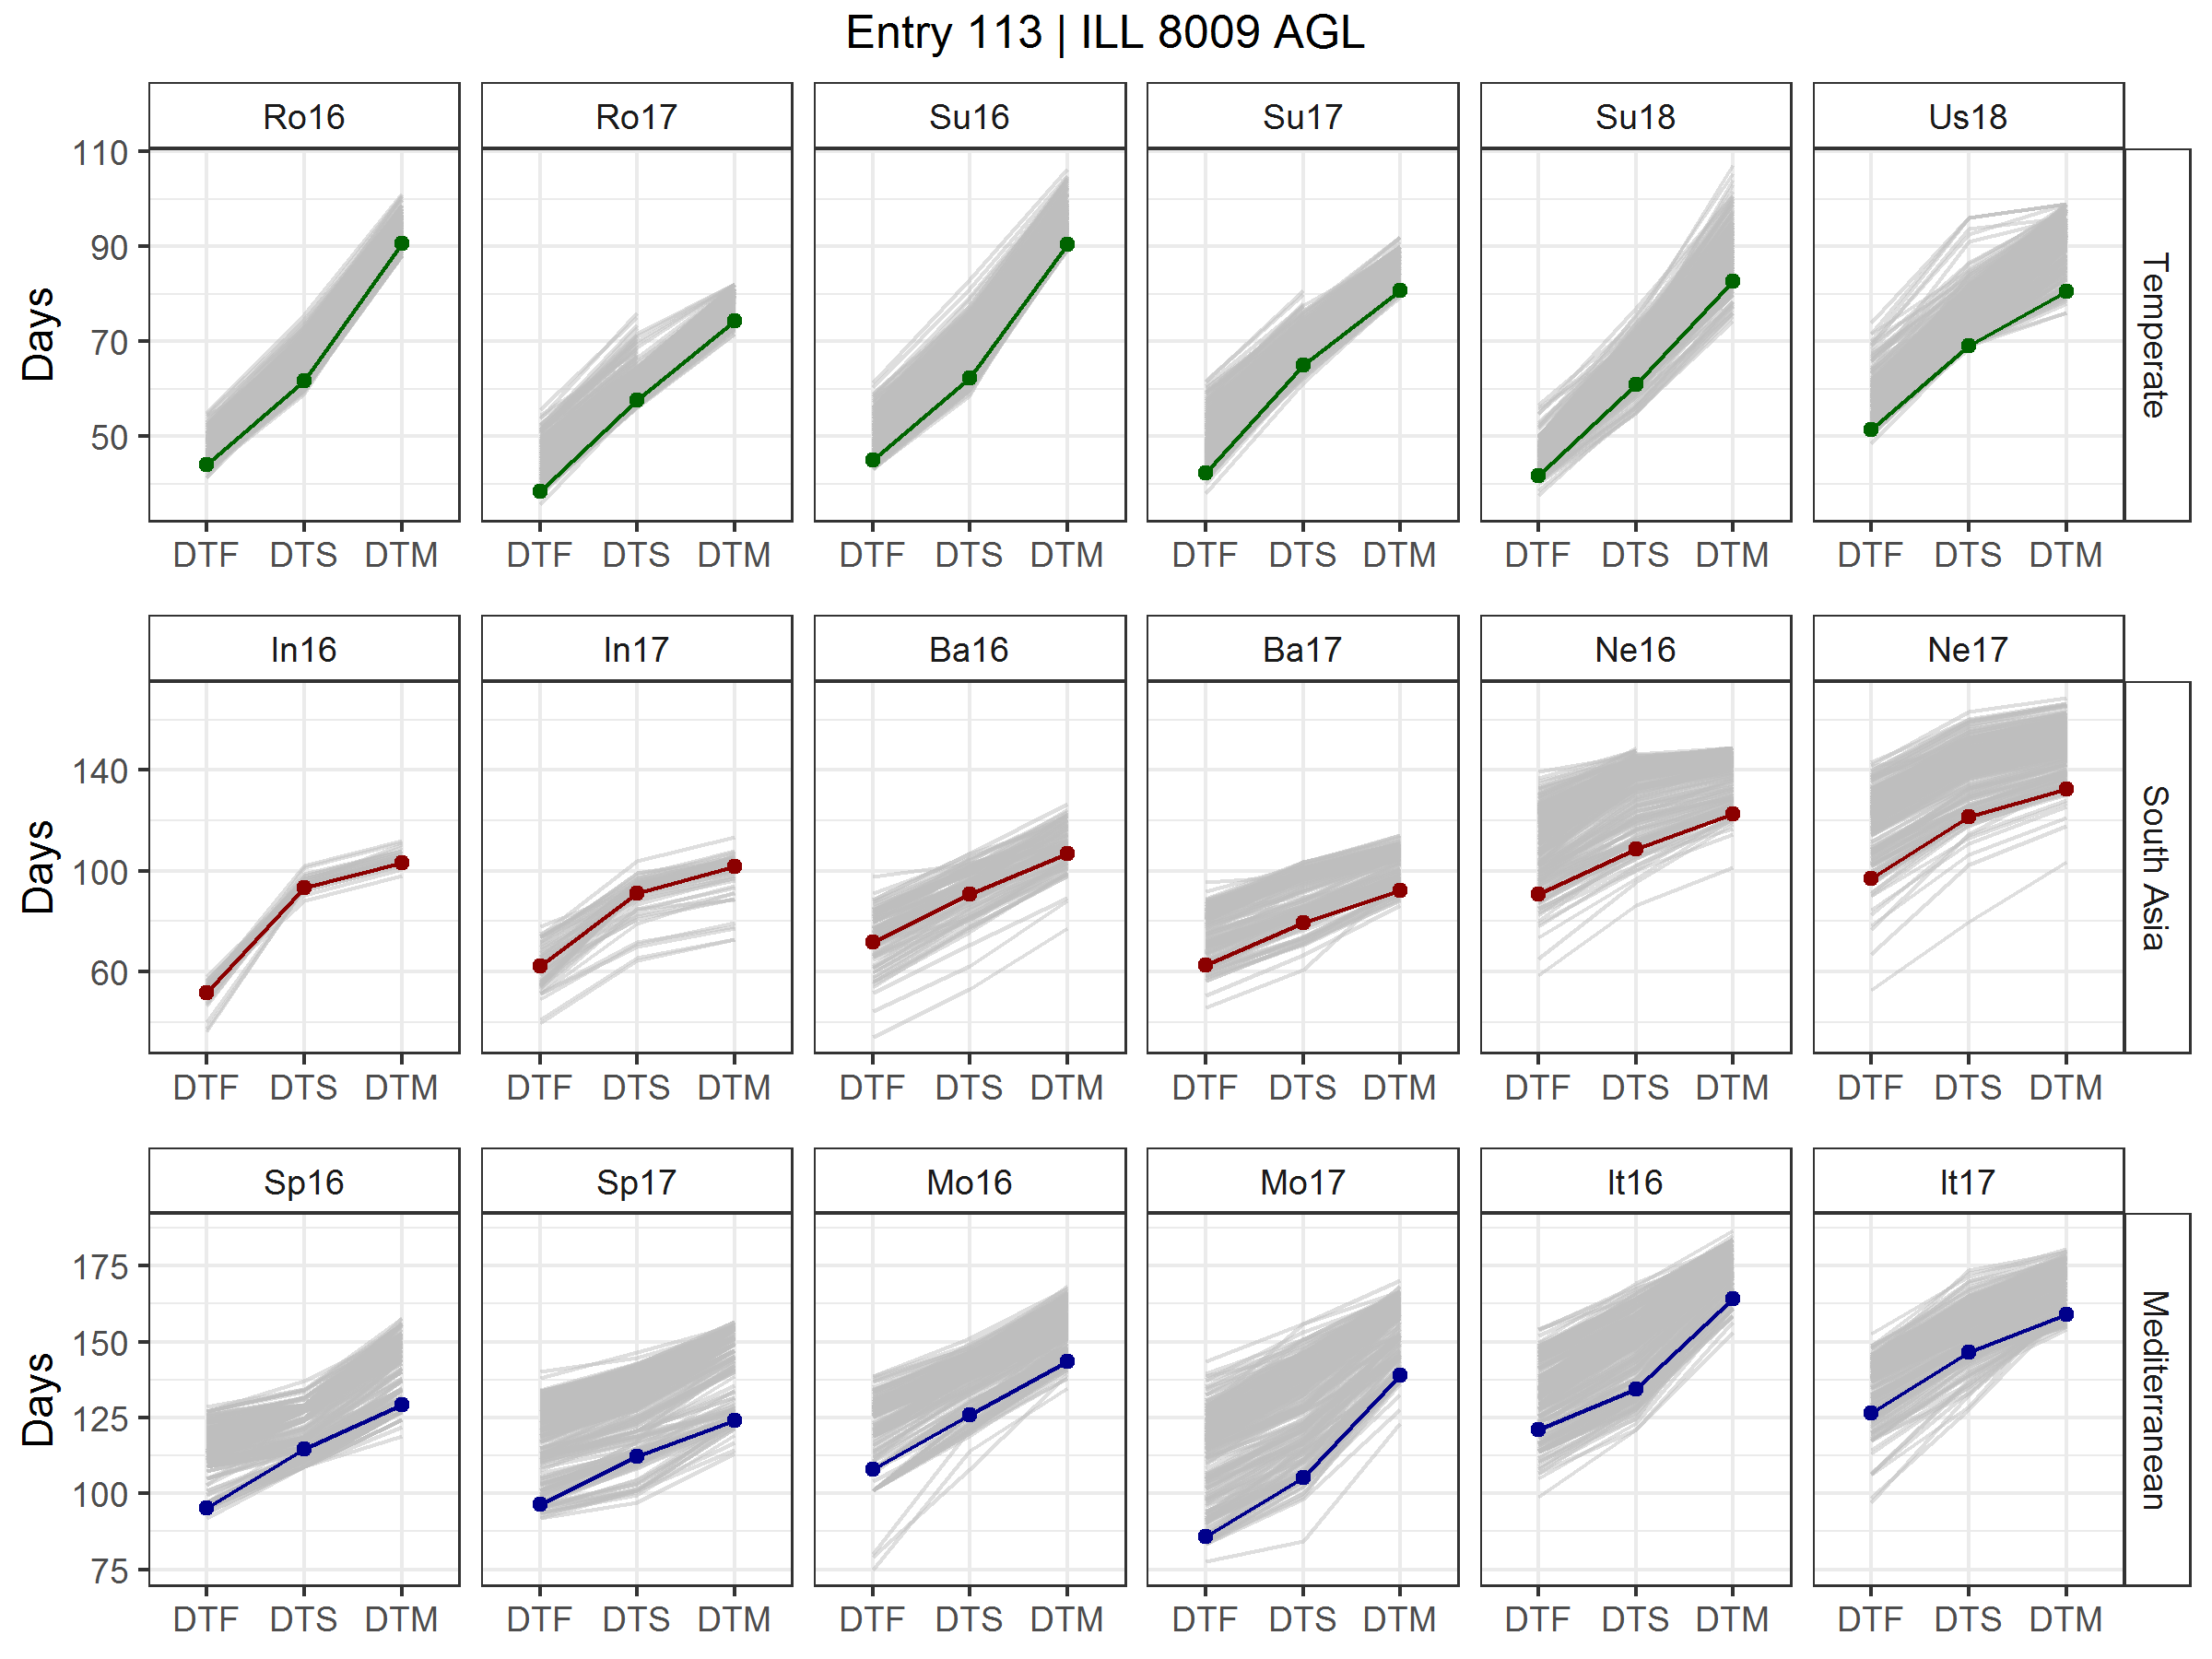 Entry 113 | ILL 8009 AGL
Ro16 Ro17 Su16 Su17 Su18 Us18
110
90
70
50
Days
Temperate
DTF DTS DTM DTF DTS DTM DTF DTS DTM DTF DTS DTM DTF DTS DTM DTF DTS DTM
In16 In17 Ba16 Ba17 Ne16 Ne17
140
100
60
Days
South Asia
DTF DTS DTM DTF DTS DTM DTF DTS DTM DTF DTS DTM DTF DTS DTM DTF DTS DTM
Sp16 Sp17 Mo16 Mo17 It16 It17
175
150
125
100
75
Days
Mediterranean
DTF DTS DTM DTF DTS DTM DTF DTS DTM DTF DTS DTM DTF DTS DTM DTF DTS DTM